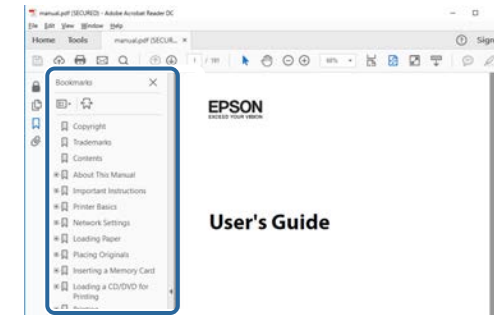 manual.pdf (SECURED) - Adobe Acrobat Reader DC
File Edit View Window Help
Home Tools manual.pdf (SECUR... ×
Sign
1 / 191
Bookmarks
EPSON
EXCEED YOUR VISION
Copyright
Trademarks
Contents
About This Manual
Important Instructions
Printer Basics
Network Settings
User's Guide
Loading Paper
Placing Originals
Inserting a Memory Card
Loading a CD/DVD for
Printing